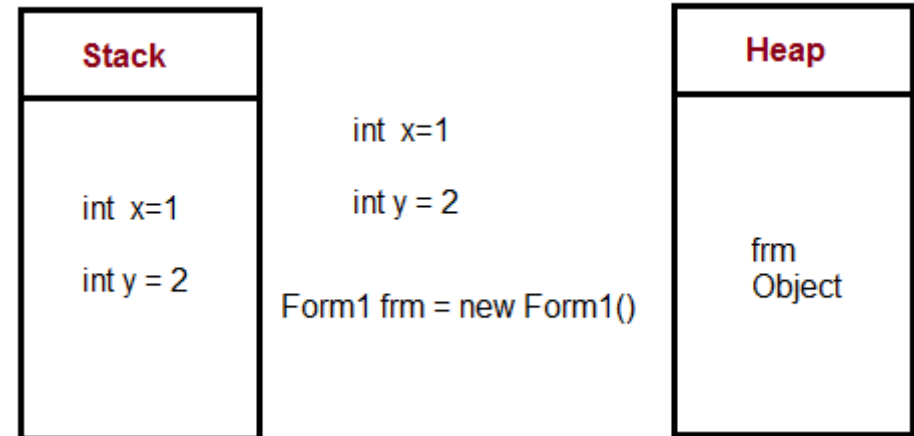 Stack
int x=1
int y = 2
int x=1
int y = 2
Form1 frm = new Form1()
Heap
frm
Object